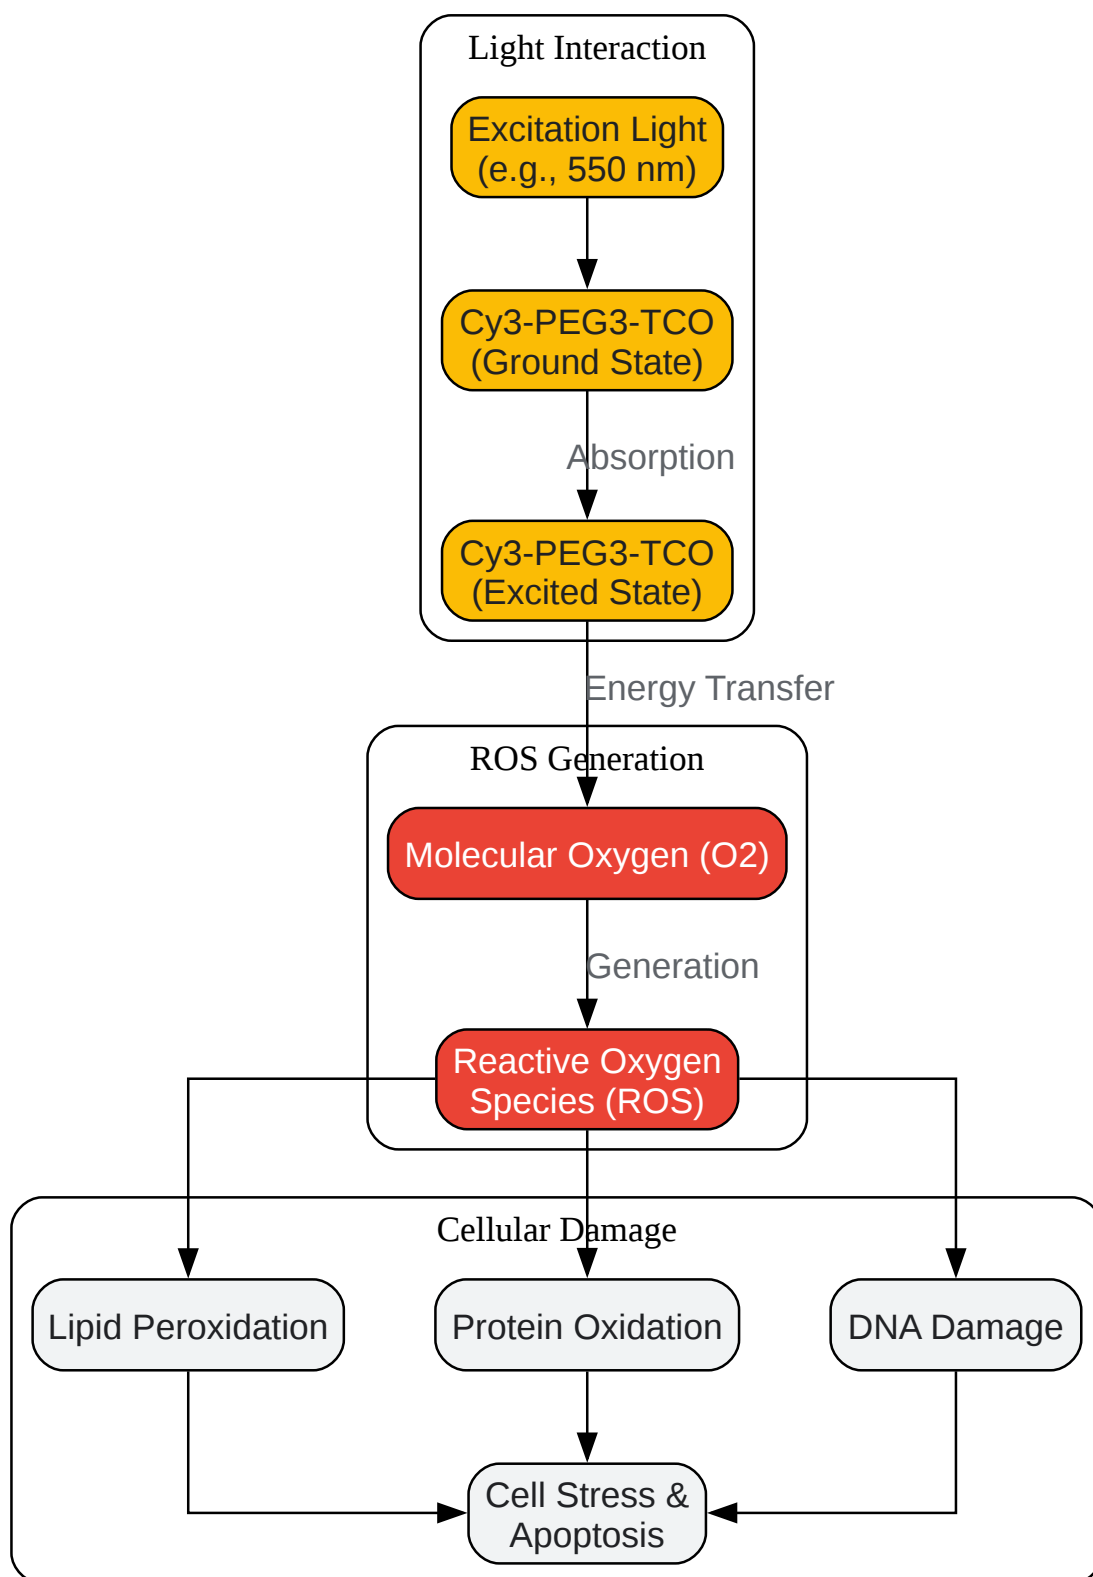 Light Interaction
Excitation Light
(e.g., 550 nm)
Cy3-PEG3-TCO
(Ground State)
Absorption
Cy3-PEG3-TCO
(Excited State)
Energy Transfer
ROS Generation
Molecular Oxygen (O2)
Generation
Reactive Oxygen
Species (ROS)
Cellular Damage
Lipid Peroxidation
Protein Oxidation
DNA Damage
Cell Stress &
Apoptosis